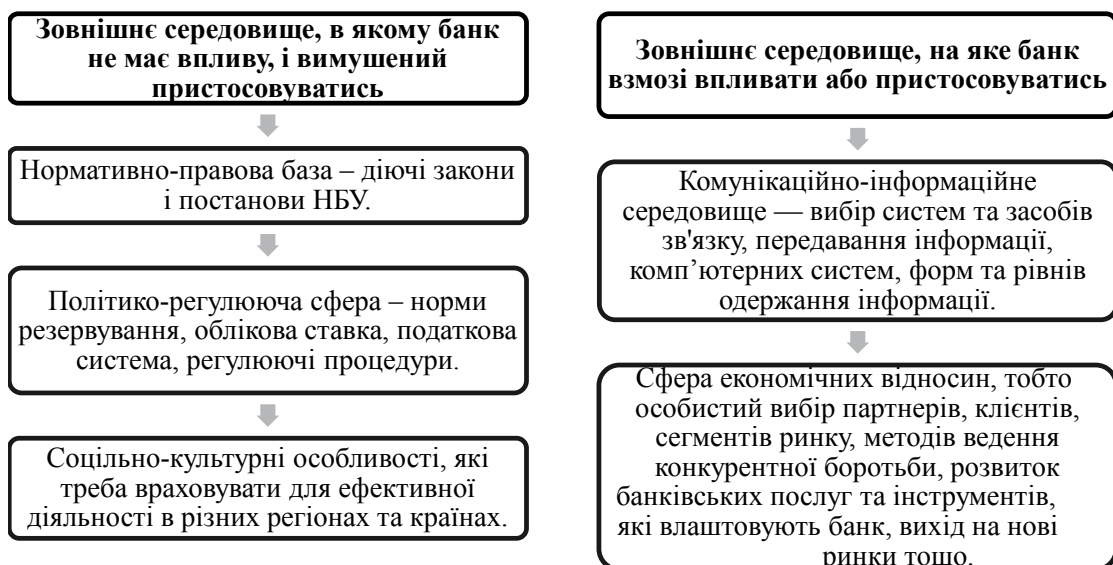 Зовнішнє середовище, в якому банк
не має впливу, і вимушений
пристосовуватись
Нормативно-правова база – діючі закони
і постанови НБУ.
Політико-регулююча сфера – норми
резервування, облікова ставка, податкова
система, регулюючі процедури.
Соцільно-культурні особливості, які
треба враховувати для ефективної
діяльності в різних регіонах та країнах.
Зовнішнє середовище, на яке банк
взмозі впливати або пристосовуватись
Комунікаційно-інформаційне
середовище — вибір систем та засобів
зв'язку, передавання інформації,
комп’ютерних систем, форм та рівнів
одержання інформації.
Сфера економічних відносин, тобто
особистий вибір партнерів, клієнтів,
сегментів ринку, методів ведення
конкурентної боротьби, розвиток
банківських послуг та інструментів,
які влаштовують банк, вихід на нові
ринки тощо.